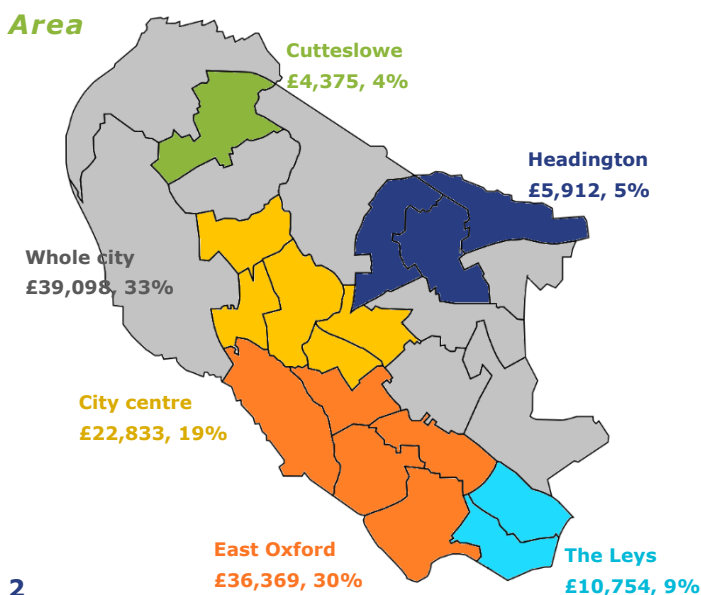 Area
Cutteslowe
£4,375, 4%
Headington
£5,912, 5%
Whole city
£39,098, 33%
City centre
£22,833, 19%
East Oxford
£36,369, 30%
The Leys
£10,754, 9%
2